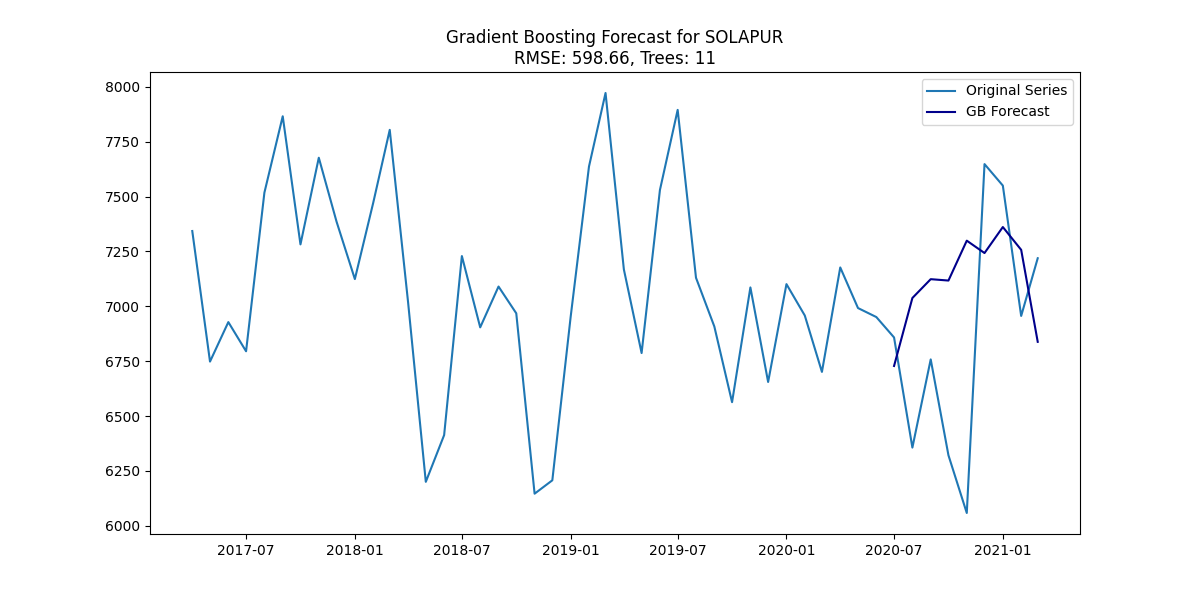 Gradient Boosting Forecast for SOLAPUR
RMSE: 598.66, Trees: 11
Original Series
GB Forecast
8000
7750
7500
7250
7000
6750
6500
6250
6000
2017-07 2018-01 2018-07 2019-01 2019-07 2020-01 2020-07 2021-01